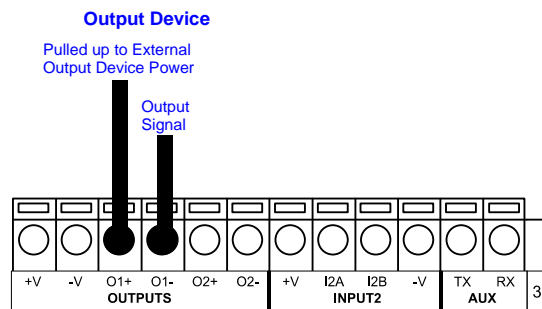 Output Device
Pulled up to External
Output Device Power
Output
Signal
+V -V O1+ O1- O2+ O2- +V I2A I2B -V TX RX
OUTPUTS INPUT2 AUX 3